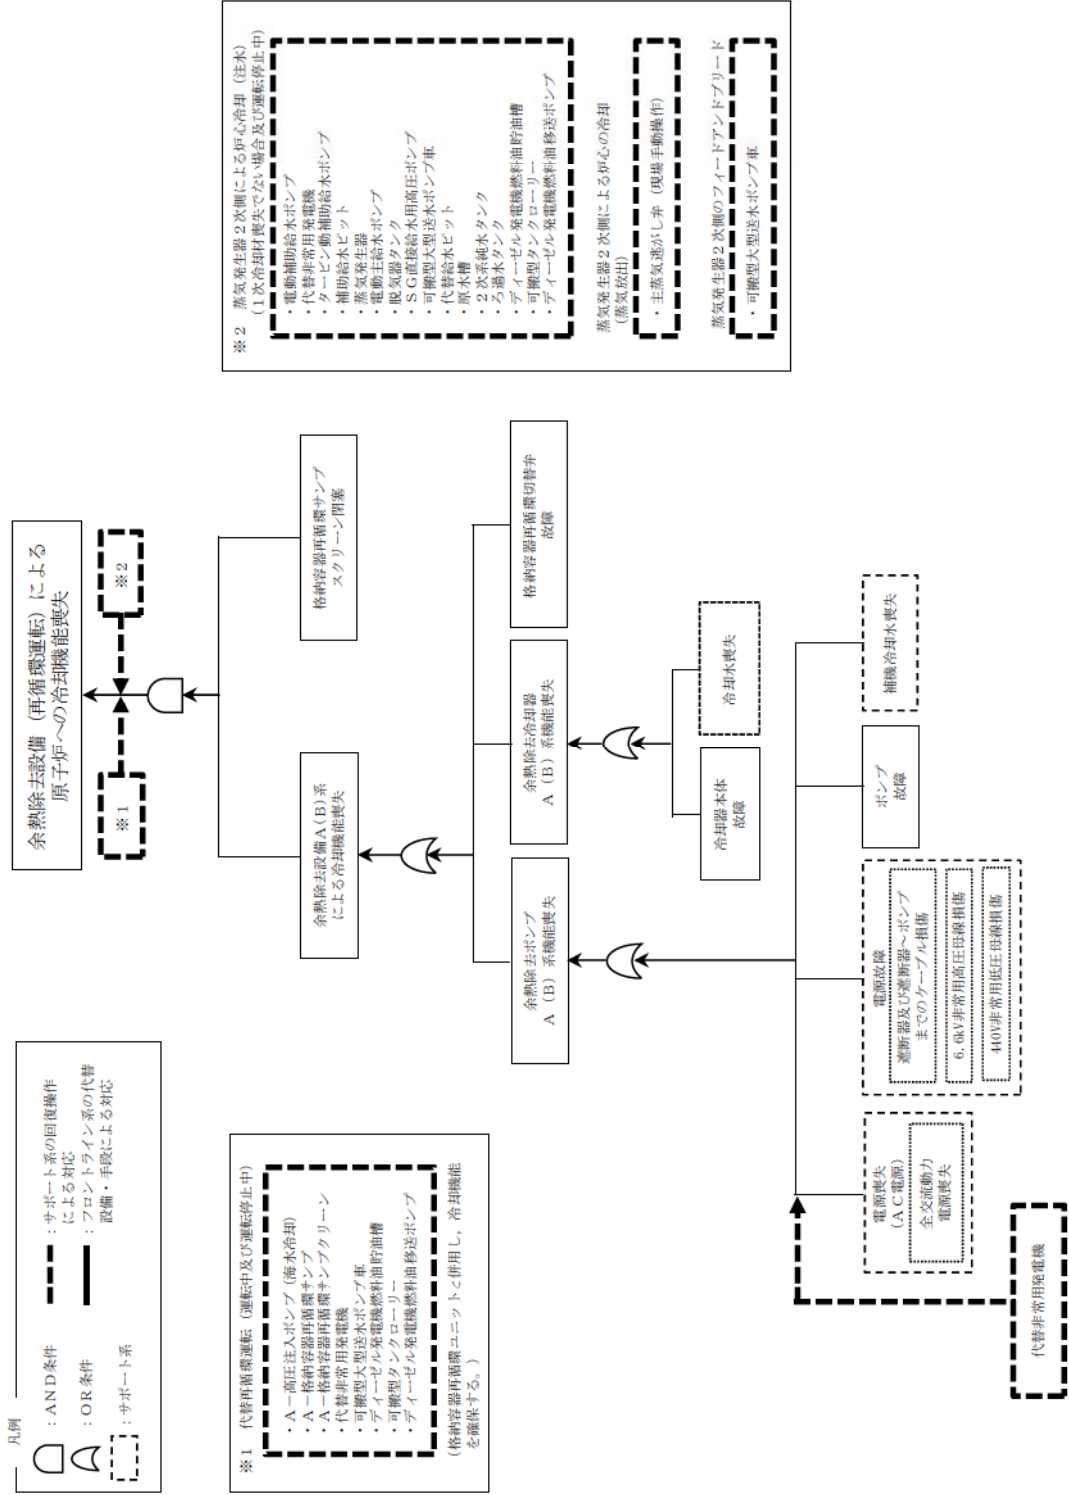 余熱除去設備（再循環運転）による
原子炉への冷却機能喪失
※１
※２
余熱除去設備A(B)系
による冷却機能喪失
格納容器再循環サンプ
スクリーン閉塞
余熱除去ポンプ
A（B）系機能喪失
余熱除去冷却器
A（B）系機能喪失
格納容器再循環切替弁
故障
冷却器本体
故障
冷却水喪失
電源喪失
(ＡＣ電源)
全交流動力
電源喪失
電源故障
遮断器及び遮断器～ポンプ
までのケーブル損傷
6.6kV非常用高圧母線損傷
440V非常用低圧母線損傷
ポンプ
故障
補機冷却水喪失
代替非常用発電機
凡例
：ＡＮＤ条件
：ＯＲ条件
：サポート系
：サポート系の回復操作
による対応
：フロントライン系の代替
設備・手段による対応
※１　代替再循環運転（運転中及び運転停止中）
・Ａ－高圧注入ポンプ（海水冷却）
・Ａ－格納容器再循環サンプ
・Ａ－格納容器再循環サンプクリーン
・代替非常用発電機
・可搬型大型送水ポンプ車
・ディーゼル発電機燃料油貯油槽
・可搬型タンクローリー
・ディーゼル発電機燃料油移送ポンプ
(格納容器再循環ユニットと併用し，冷却機能
を確保する。)
※２　蒸気発生器２次側による炉心冷却（注水）
(１次冷却材喪失でない場合及び運転停止中)
・電動補助給水ポンプ
・代替非常用発電機
・タービン動補助給水ポンプ
・補助給水ピット
・蒸気発生器
・電動主給水ポンプ
・脱気器タンク
・ＳＧ直接給水用高圧ポンプ
・可搬型大型送水ポンプ車
・代替給水ピット
・原水槽
・２次系純水タンク
・ろ過水タンク
・ディーゼル発電機燃料油貯油槽
・可搬型タンクローリー
・ディーゼル発電機燃料油移送ポンプ
蒸気発生器２次側による炉心の冷却
(蒸気放出)
・主蒸気逃がし弁（現場手動操作）
蒸気発生器２次側のフィードアンドブリード
・可搬型大型送水ポンプ車